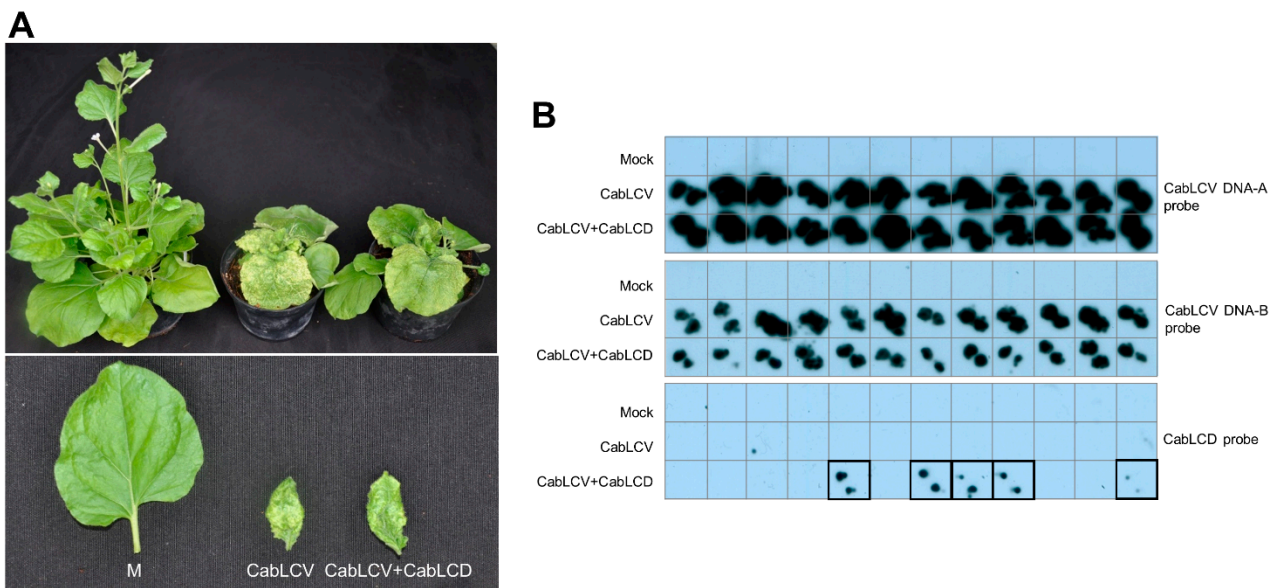 A
M
CabLCV
CabLCV+CabLCD
B
Mock
CabLCV
CabLCV+CabLCD
CabLCV DNA-A
probe
Mock
CabLCV
CabLCV+CabLCD
CabLCV DNA-B
probe
Mock
CabLCV
CabLCV+CabLCD
CabLCD probe